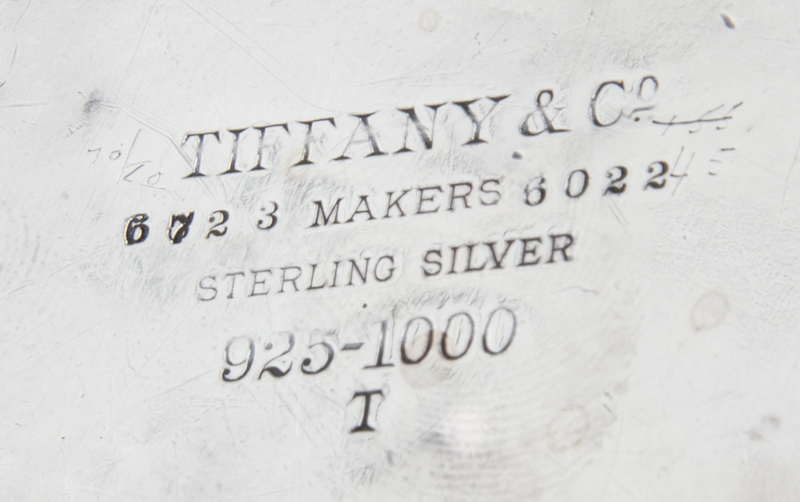 TIFFANY & Co
6723 MAKERS 6022
STERLING SILVER
925-1000
T